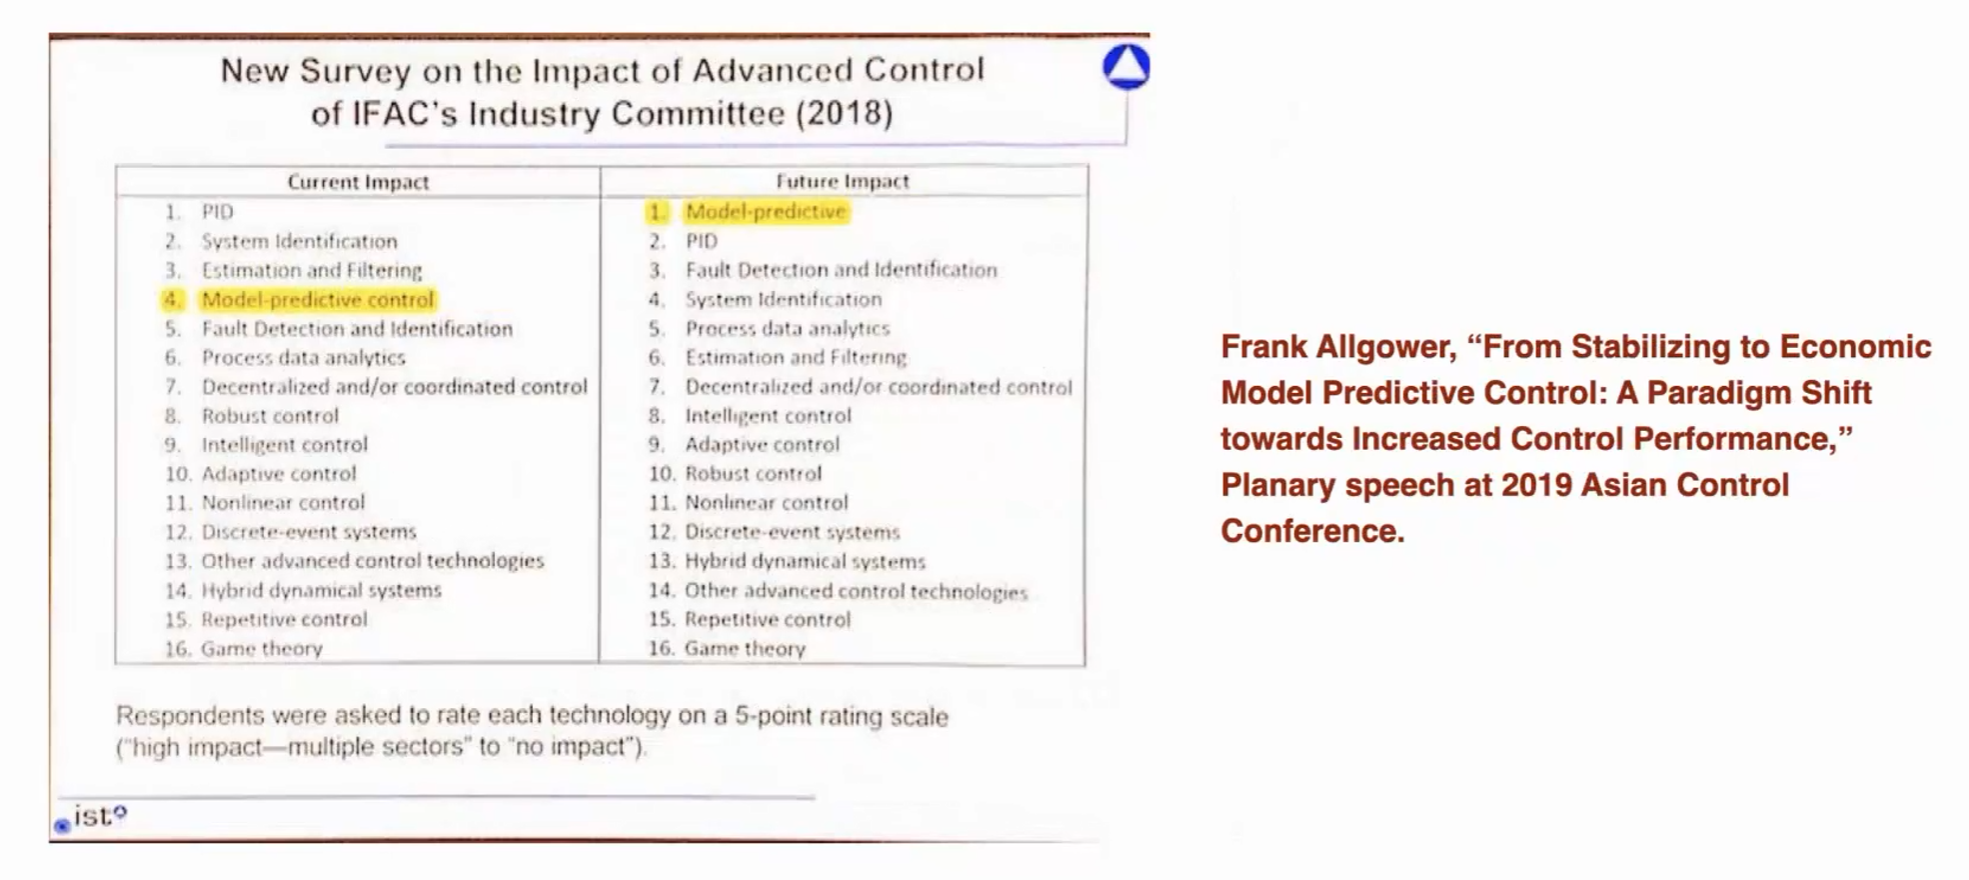 New Survey on the Impact of Advanced Control
of IFAC's Industry Committee (2018)
Current Impact
1. PID
2. System Identification
3. Estimation and Filtering
4. Model-predictive control
5. Fault Detection and Identification
6. Process data analytics
7. Decentralized and/or coordinated control
8. Robust control
9. Intelligent control
10. Adaptive control
11. Nonlinear control
12. Discrete-event systems
13. Other advanced control technologies
14. Hybrid dynamical systems
15. Repetitive control
16. Game theory
Future Impact
1. Model-predictive
2. PID
3. Fault Detection and Identification
4. System Identification
5. Process data analytics
6. Estimation and Filtering
7. Decentralized and/or coordinated control
8. Intelligent control
9. Adaptive control
10. Robust control
11. Nonlinear control
12. Discrete-event systems
13. Hybrid dynamical systems
14. Other advanced control technologies
15. Repetitive control
16. Game theory
Respondents were asked to rate each technology on a 5-point rating scale
("high impact—multiple sectors" to "no impact").
ist
Frank Allgower, “From Stabilizing to Economic
Model Predictive Control: A Paradigm Shift
towards Increased Control Performance,”
Planary speech at 2019 Asian Control
Conference.